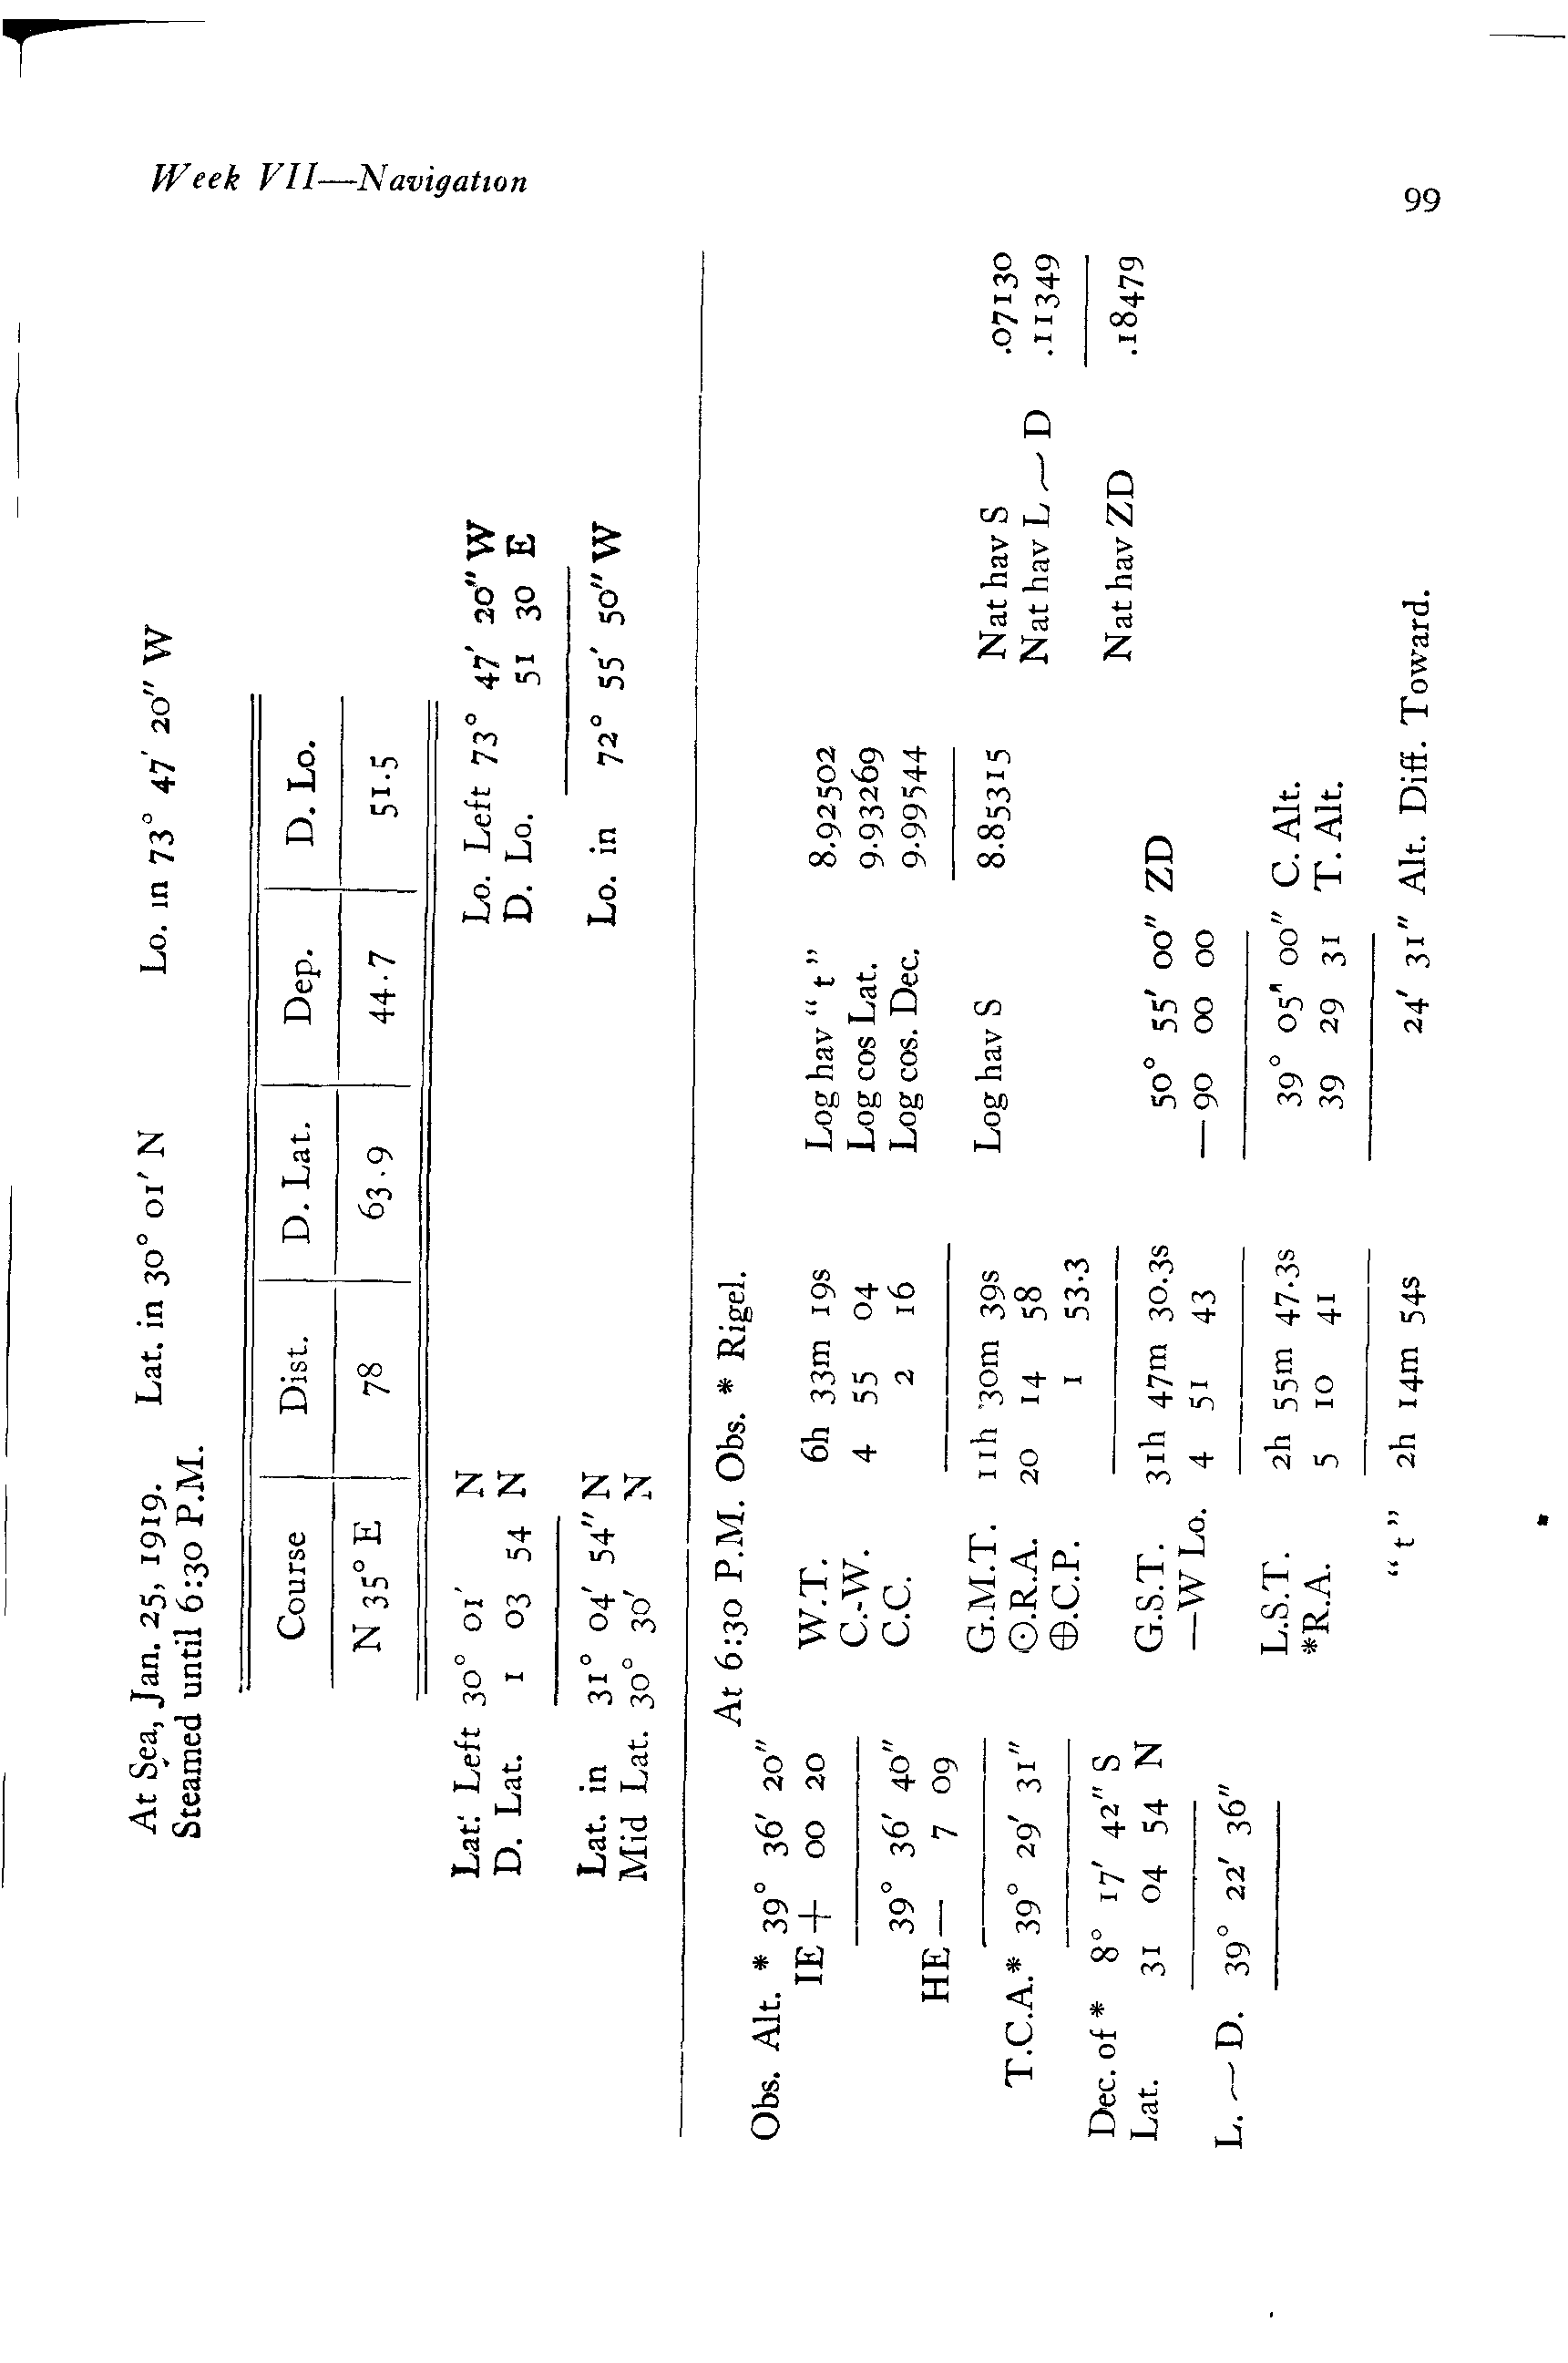 Week VII—Navigation
99
At Sea, Jan. 25, 1919. Lat. in 30° 01′ N Lo. in 73° 47′ 20″ W
Steamed until 6:30 P.M.
Course Dist. D. Lat. Dep. D. Lo.
N 35° E 78 63.9 44.7 51.5
Lat. Left 30° 01′ N Lo. Left 73° 47′ 20″ W
D. Lat. 1 03 54 N D. Lo. 51 30 E
Lat. in 31° 04′ 54″ N Lo. in 72° 55′ 50″ W
Mid Lat. 30° 30′ N
At 6:30 P.M. Obs. * Rigel.
Obs. Alt. * 39° 36′ 20″
IE + 00 20
39° 36′ 40″
HE — 7 09
T.C.A.* 39° 29′ 31″
Dec. of * 8° 17′ 42″ S
Lat. 31 04 54 N
L. ~ D. 39° 22′ 36″
W.T. 6h 33m 19s
C.-W. 4 55 04
C.C. 2 16
G.M.T. 11h 30m 39s
☉.R.A. 20 14 58
⊕.C.P. 1 53.3
G.S.T. 31h 47m 30.3s
—W Lo. 4 51 43
L.S.T. 2h 55m 47.3s
*R.A. 5 10 41
“t” 2h 14m 54s
Log hav “t” 8.92502
Log cos Lat. 9.93269
Log cos. Dec. 9.99544
Log hav S 8.85315
Nat hav S .07130
Nat hav L ~ D .11349
Nat hav ZD .18479
50° 55′ 00″ ZD
—90 00 00
39° 05″ 00″ C. Alt.
39 29 31 T. Alt.
24′ 31″ Alt. Diff. Toward.